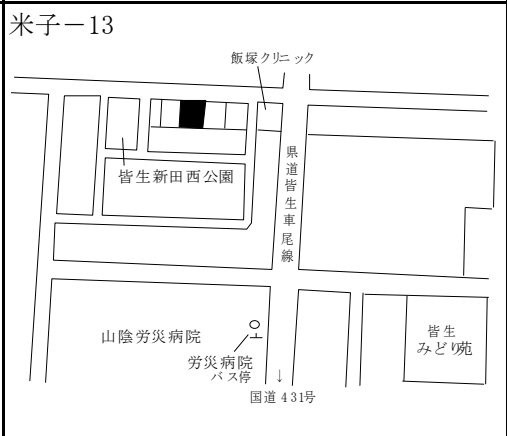 米子－13
飯塚クリニック
県道皆生車尾線
皆生新田西公園
山陰労災病院
労災病院
バス停
皆生
みどり苑
↓
国道431号